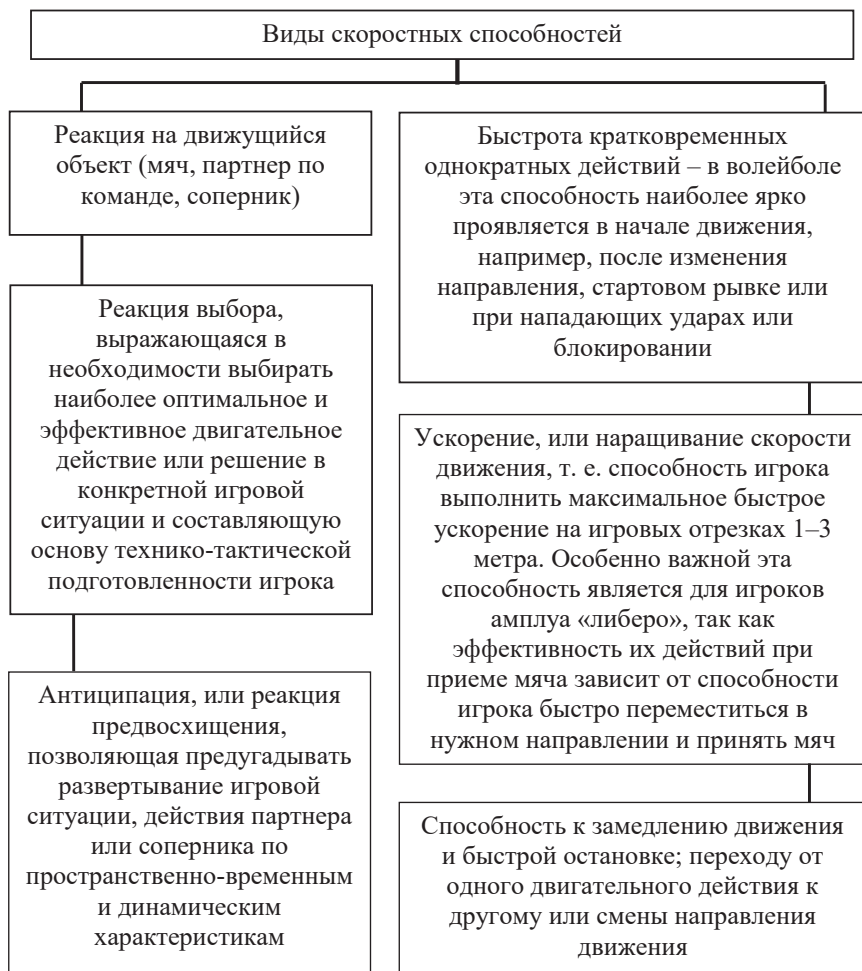 Виды скоростных способностей
Реакция на движущийся
объект (мяч, партнер по
команде, соперник)
Реакция выбора,
выражающаяся в
необходимости выбирать
наиболее оптимальное и
эффективное двигательное
действие или решение в
конкретной игровой
ситуации и составляющую
основу технико-тактической
подготовленности игрока
Антиципация, или реакция
предвосхищения,
позволяющая предугадывать
развертывание игровой
ситуации, действия партнера
или соперника по
пространственно-временным
и динамическим
характеристикам
Быстрота кратковременных
однократных действий – в волейболе
эта способность наиболее ярко
проявляется в начале движения,
например, после изменения
направления, стартовом рывке или
при нападающих ударах или
блокировании
Ускорение, или наращивание скорости
движения, т. е. способность игрока
выполнить максимальное быстрое
ускорение на игровых отрезках 1–3
метра. Особенно важной эта
способность является для игроков
амплуа «либеро», так как
эффективность их действий при
приеме мяча зависит от способности
игрока быстро переместиться в
нужном направлении и принять мяч
Способность к замедлению движения
и быстрой остановке; переходу от
одного двигательного действия к
другому или смены направления
движения